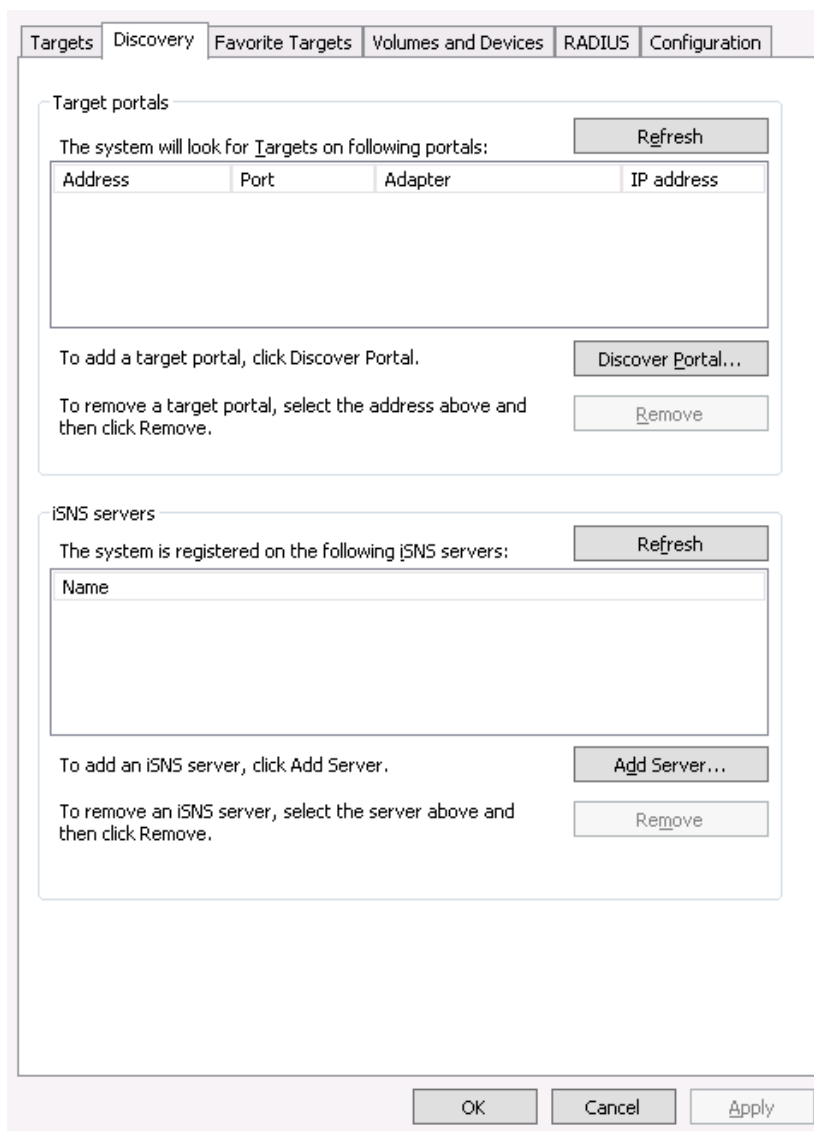 Targets Discovery Favorite Targets Volumes and Devices RADIUS Configuration
Target portals
The system will look for Targets on following portals:
Refresh
Address Port Adapter IP address
To add a target portal, click Discover Portal.
Discover Portal...
To remove a target portal, select the address above and
then click Remove.
Remove
iSNS servers
The system is registered on the following iSNS servers:
Refresh
Name
To add an iSNS server, click Add Server.
Add Server...
To remove an iSNS server, select the server above and
then click Remove.
Remove
OK Cancel Apply